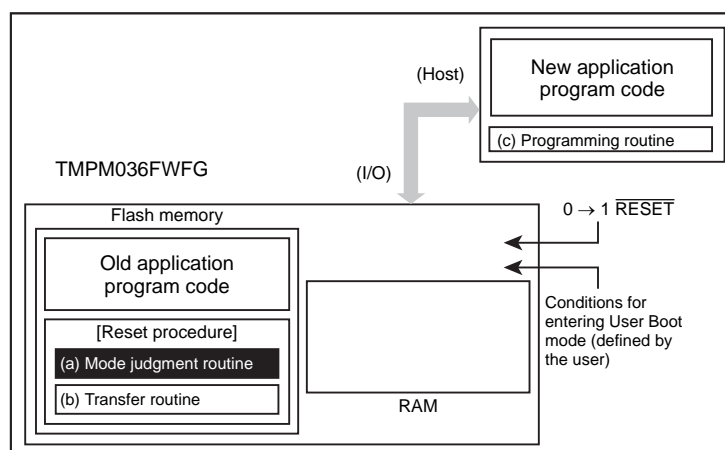 (Host)
New application
program code
(c) Programming routine
TMPM036FWFG
(I/O)
0 → 1 RESET
Flash memory
Old application
program code
[Reset procedure]
(a) Mode judgment routine
(b) Transfer routine
RAM
Conditions for
entering User Boot
mode (defined by
the user)